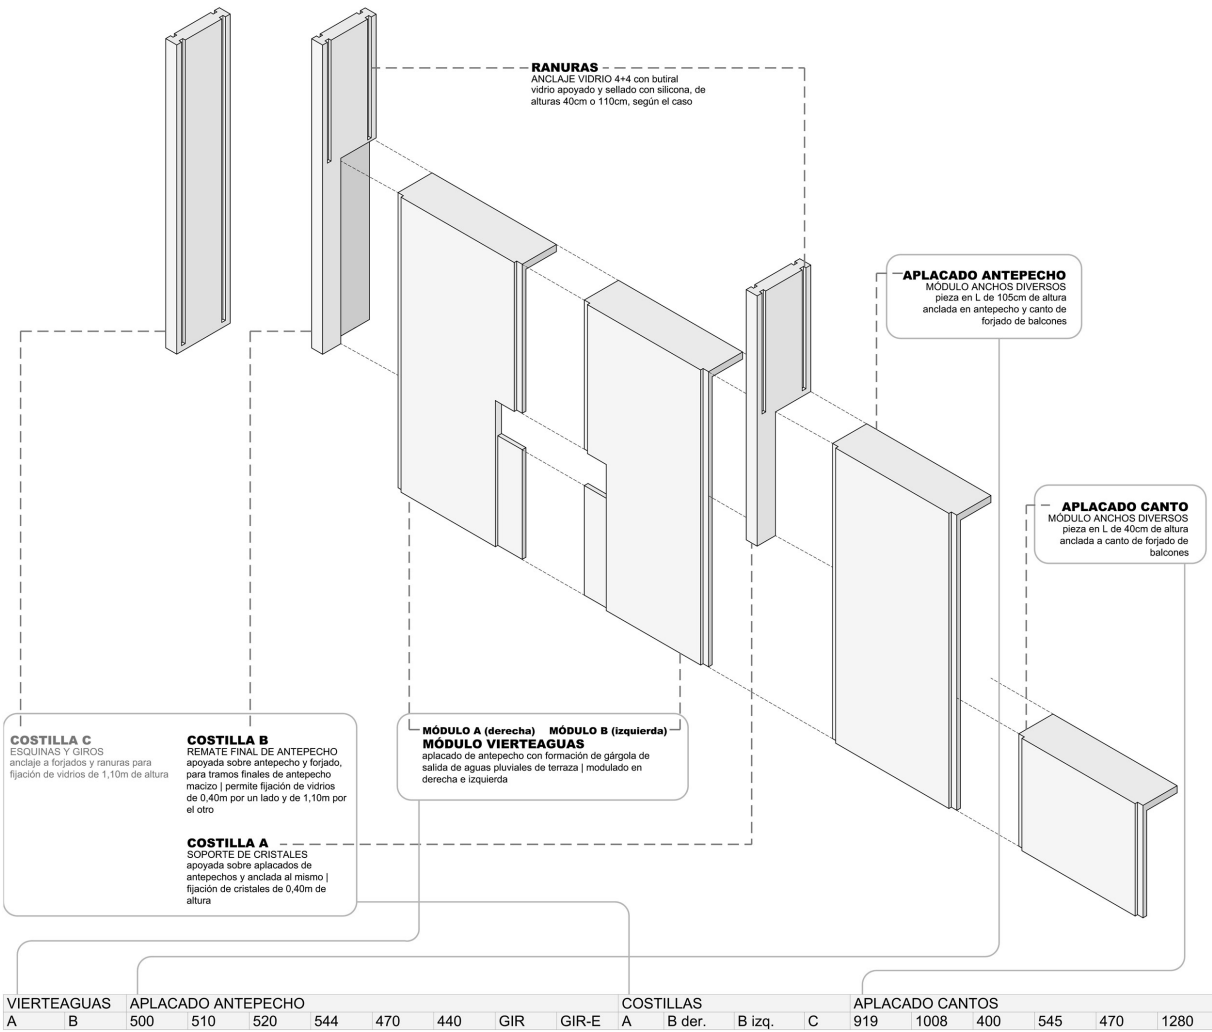 RANURAS
ANCLAJE VIDRIO 4+4 con butiral
vidrio apoyado y sellado con silicona, de
alturas 40cm o 110cm, según el caso
APLACADO ANTEPECHO
MÓDULO ANCHOS DIVERSOS
pieza en L de 105cm de altura
anclada en antepecho y canto de
forjado de balcones
APLACADO CANTO
MÓDULO ANCHOS DIVERSOS
pieza en L de 40cm de altura
anclada a canto de forjado de
balcones
COSTILLA C
ESQUINAS Y GIROS
anclaje a forjados y ranuras para
fijación de vidrios de 1,10m de altura
COSTILLA B
REMATE FINAL DE ANTEPECHO
apoyada sobre antepecho y forjado,
para tramos finales de antepecho
macizo | permite fijación de vidrios
de 0,40m por un lado y de 1,10m por
el otro
COSTILLA A
SOPORTE DE CRISTALES
apoyada sobre aplacados de
antepechos y anclada al mismo |
fijación de cristales de 0,40m de
altura
MÓDULO A (derecha) MÓDULO B (izquierda)
MÓDULO VIERTEAGUAS
aplacado de antepecho con formación de gárgola de
salida de aguas pluviales de terraza | modulado en
derecha e izquierda
VIERTEAGUAS APLACADO ANTEPECHO COSTILLAS APLACADO CANTOS
A B 500 510 520 544 470 440 GIR GIR-E A B der. B izq. C 919 1008 400 545 470 1280